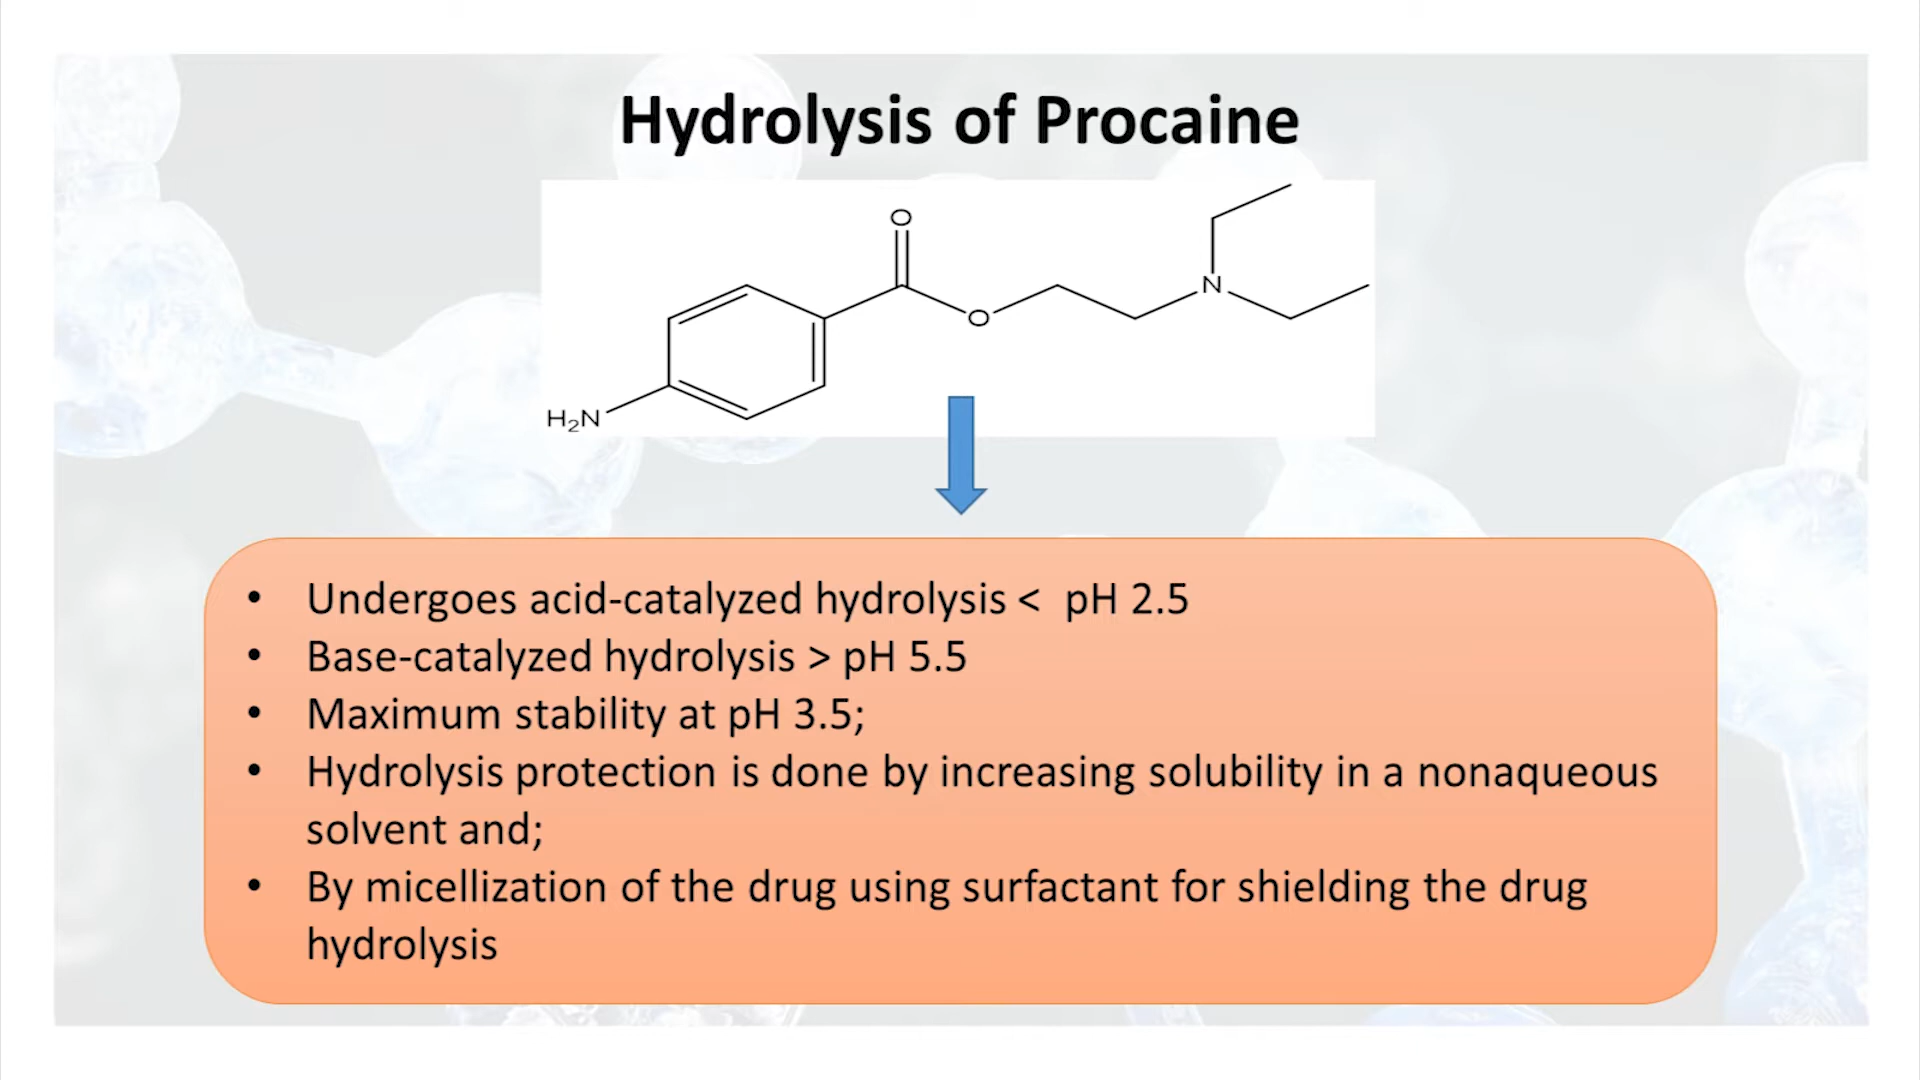 Hydrolysis of Procaine
O
N
O
H₂N
• Undergoes acid-catalyzed hydrolysis < pH 2.5
• Base-catalyzed hydrolysis > pH 5.5
• Maximum stability at pH 3.5;
• Hydrolysis protection is done by increasing solubility in a nonaqueous
solvent and;
• By micellization of the drug using surfactant for shielding the drug
hydrolysis